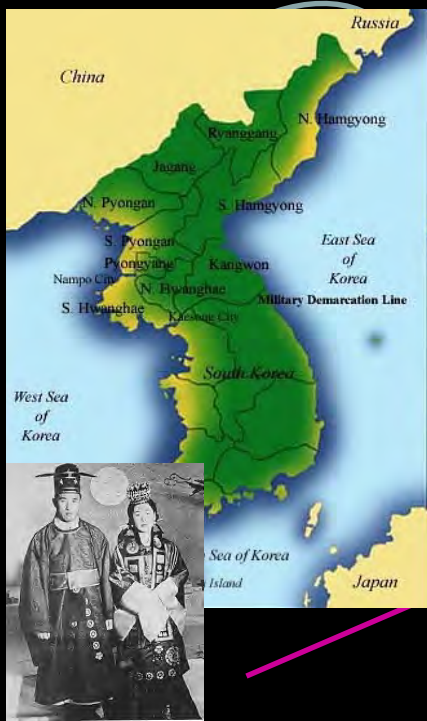 Russia
China
N. Hamgyong
Ryanggang
Jagang
N. Pyongan
S. Hamgyong
S. Pyongan
East Sea
of
Korea
Pyongyang
Kangwon
Nampo City
N. Hwanghae
Military Demarcation Line
S. Hwanghae
Kaesong City
South Korea
West Sea
of
Korea
Sea of Korea
Island
Japan